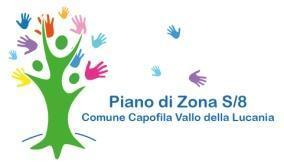 Piano di Zona S/8
Comune Capofila Vallo della Lucania